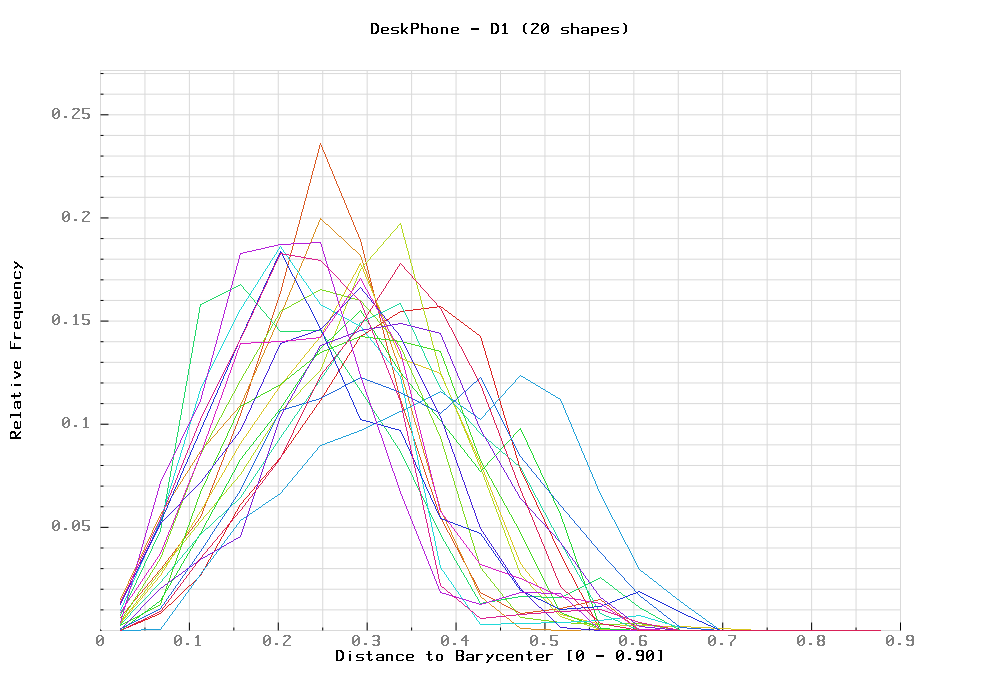 DeskPhone - D1 (20 shapes)
0.25
0.2
0.15
0.1
0.05
Relative Frequency
0 0.1 0.2 0.3 0.4 0.5 0.6 0.7 0.8 0.9
Distance to Barycenter [0 - 0.90]